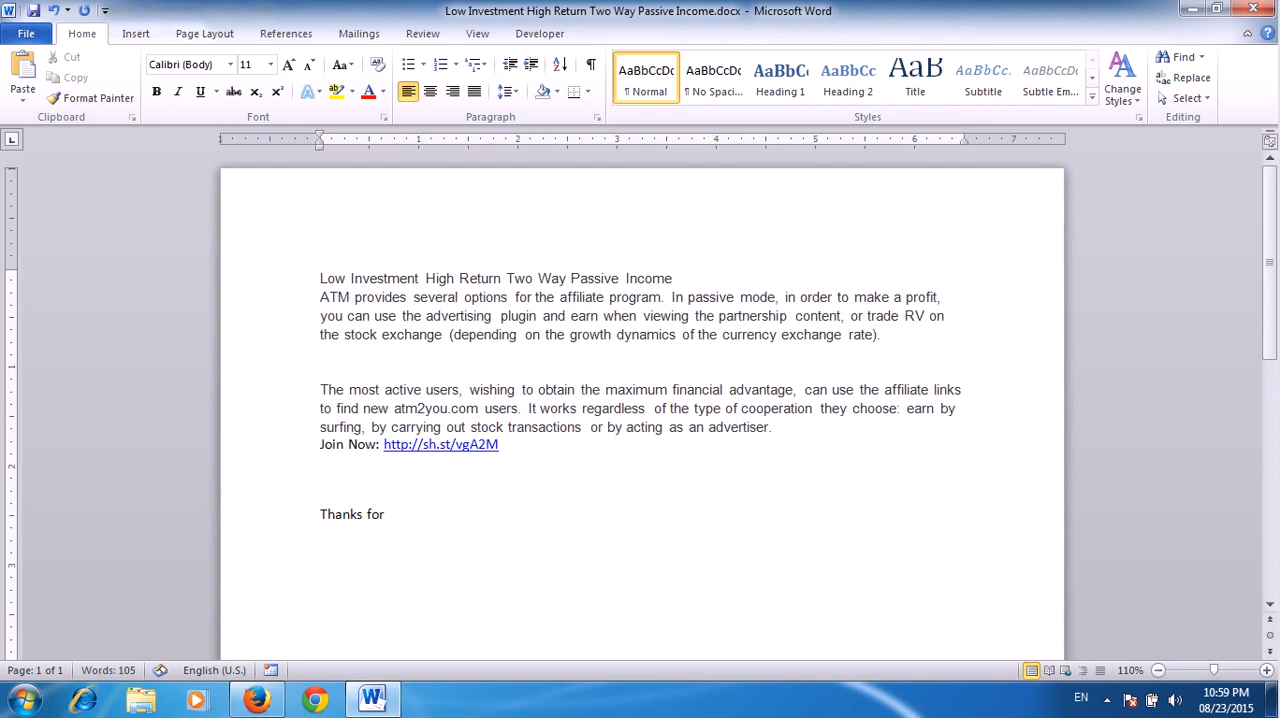 Low Investment High Return Two Way Passive Income.docx - Microsoft Word
File Home Insert Page Layout References Mailings Review View Developer
Paste
Cut
Copy
Format Painter
Clipboard
Calibri (Body) 11
Font
Paragraph
AaBbCcDc AaBbCcDc AaBbCc AaBbCc AaB AaBbCc. AaBbCcDc
¶ Normal ¶ No Spaci... Heading 1 Heading 2 Title Subtitle Subtle Em...
Change Styles
Styles
Find
Replace
Select
Editing
1 1 2 3 4 5 6 7
Low Investment High Return Two Way Passive Income
ATM provides several options for the affiliate program. In passive mode, in order to make a profit,
you can use the advertising plugin and earn when viewing the partnership content, or trade RV on
the stock exchange (depending on the growth dynamics of the currency exchange rate).
The most active users, wishing to obtain the maximum financial advantage, can use the affiliate links
to find new atm2you.com users. It works regardless of the type of cooperation they choose: earn by
surfing, by carrying out stock transactions or by acting as an advertiser.
Join Now: http://sh.st/vgA2M
Thanks for
Page: 1 of 1 Words: 105 English (U.S.) 110%
EN
10:59 PM
08/23/2015